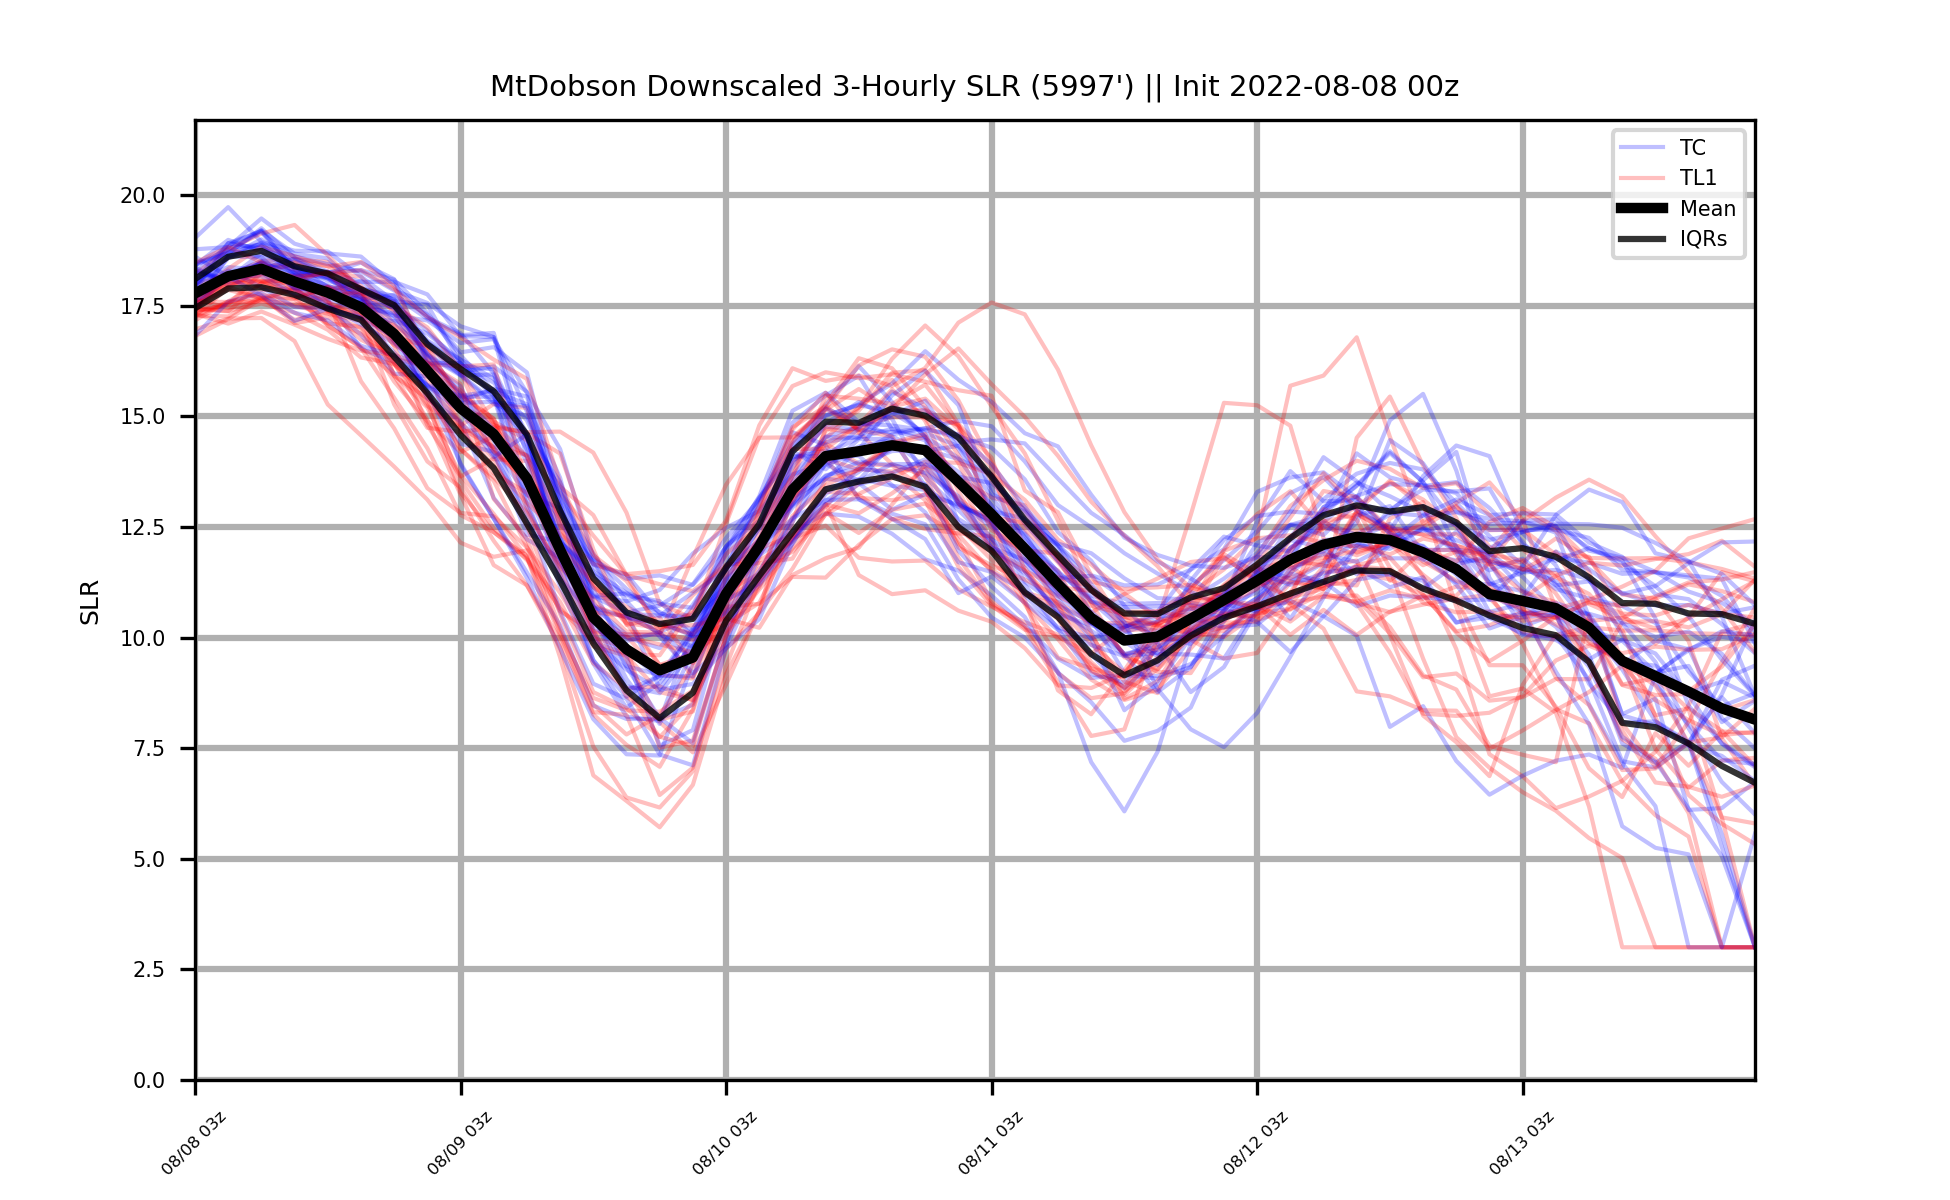 MtDobson Downscaled 3-Hourly SLR (5997') || Init 2022-08-08 00z
TC
TL1
Mean
IQRs
SLR
20.0
17.5
15.0
12.5
10.0
7.5
5.0
2.5
0.0
08/08 03z
08/09 03z
08/10 03z
08/11 03z
08/12 03z
08/13 03z